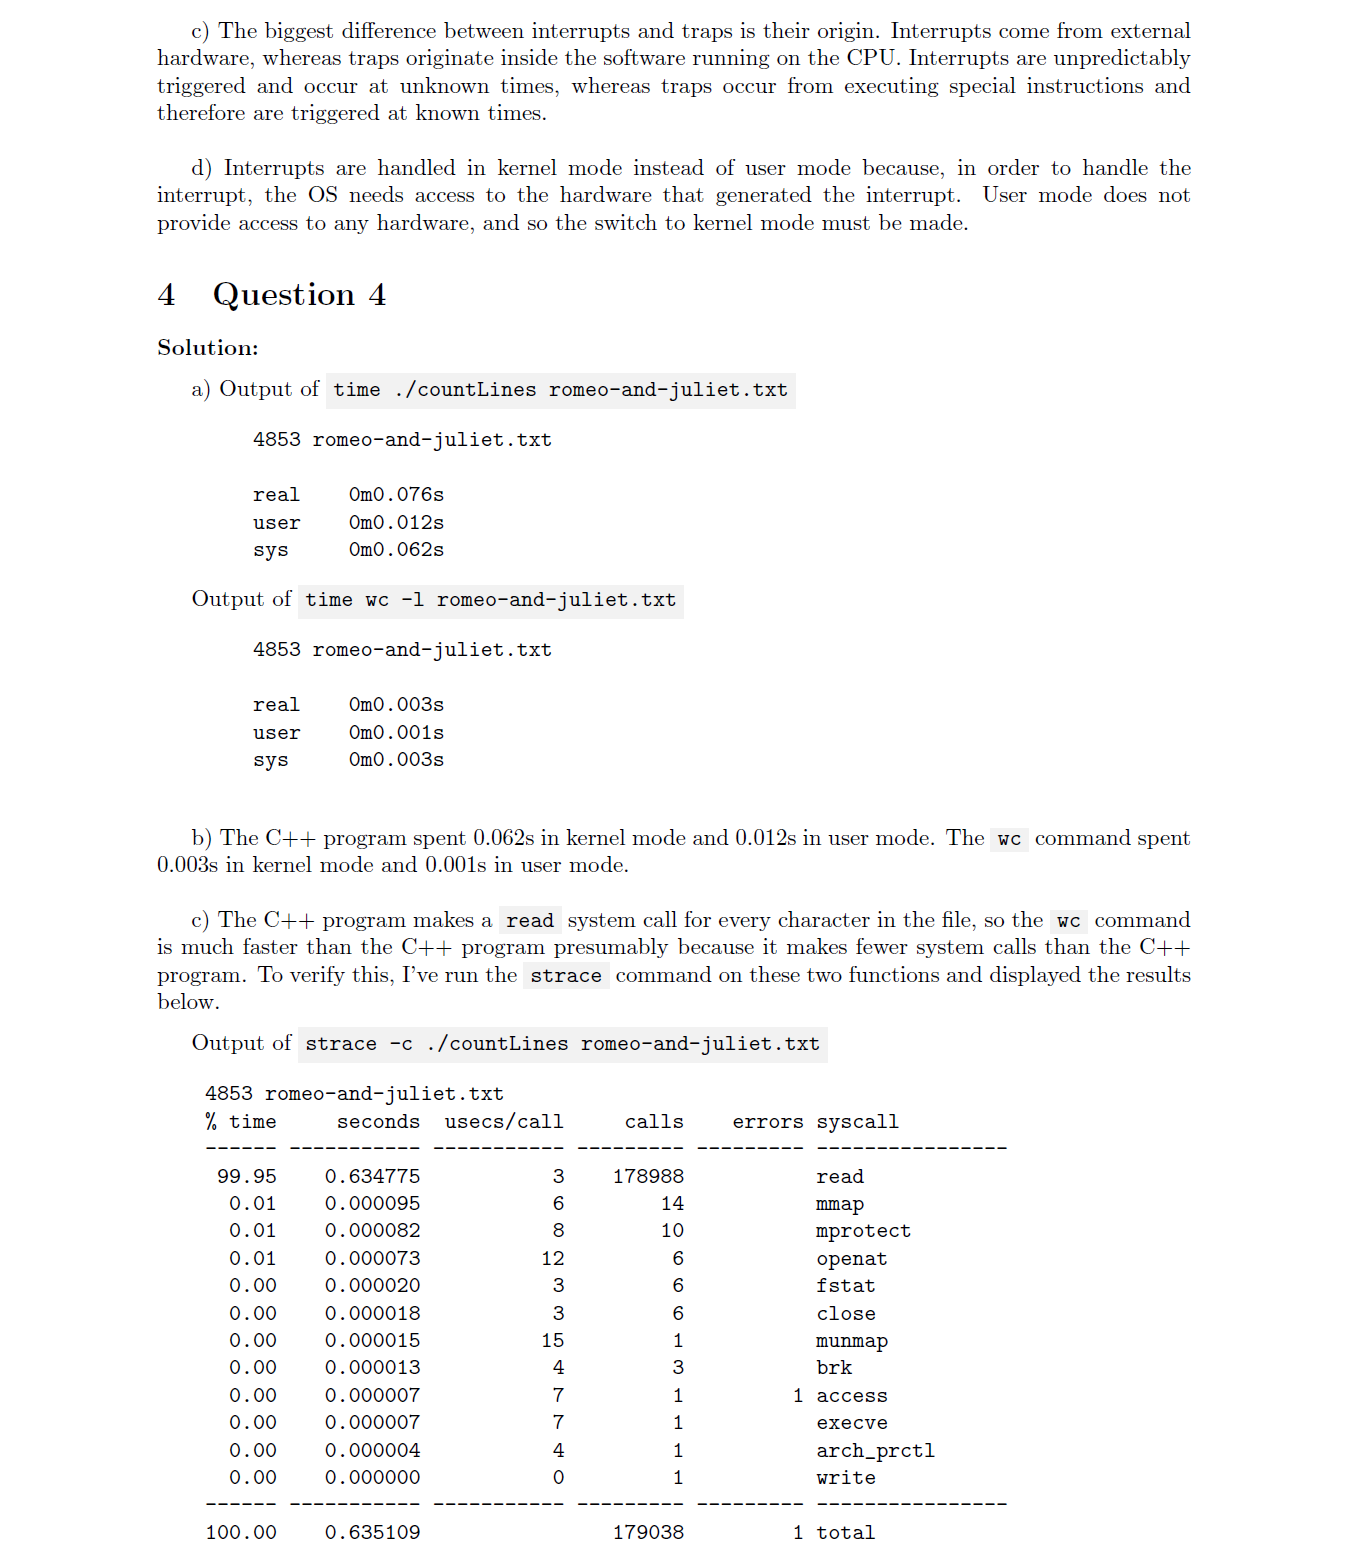 c) The biggest difference between interrupts and traps is their origin. Interrupts come from external
hardware, whereas traps originate inside the software running on the CPU. Interrupts are unpredictably
triggered and occur at unknown times, whereas traps occur from executing special instructions and
therefore are triggered at known times.
d) Interrupts are handled in kernel mode instead of user mode because, in order to handle the
interrupt, the OS needs access to the hardware that generated the interrupt. User mode does not
provide access to any hardware, and so the switch to kernel mode must be made.
4 Question 4
Solution:
a) Output of time ./countLines romeo-and-juliet.txt
4853 romeo-and-juliet.txt
real 0m0.076s
user 0m0.012s
sys 0m0.062s
Output of time wc -l romeo-and-juliet.txt
4853 romeo-and-juliet.txt
real 0m0.003s
user 0m0.001s
sys 0m0.003s
b) The C++ program spent 0.062s in kernel mode and 0.012s in user mode. The wc command spent
0.003s in kernel mode and 0.001s in user mode.
c) The C++ program makes a read system call for every character in the file, so the wc command
is much faster than the C++ program presumably because it makes fewer system calls than the C++
program. To verify this, I've run the strace command on these two functions and displayed the results
below.
Output of strace -c ./countLines romeo-and-juliet.txt
4853 romeo-and-juliet.txt
% time seconds usecs/call calls errors syscall
------ ----------- ----------- --------- --------- ----------------
99.95 0.634775 3 178988 read
0.01 0.000095 6 14 mmap
0.01 0.000082 8 10 mprotect
0.01 0.000073 12 6 openat
0.00 0.000020 3 6 fstat
0.00 0.000018 3 6 close
0.00 0.000015 15 1 munmap
0.00 0.000013 4 3 brk
0.00 0.000007 7 1 1 access
0.00 0.000007 7 1 execve
0.00 0.000004 4 1 arch_prctl
0.00 0.000000 0 1 write
------ ----------- ----------- --------- --------- ----------------
100.00 0.635109 179038 1 total